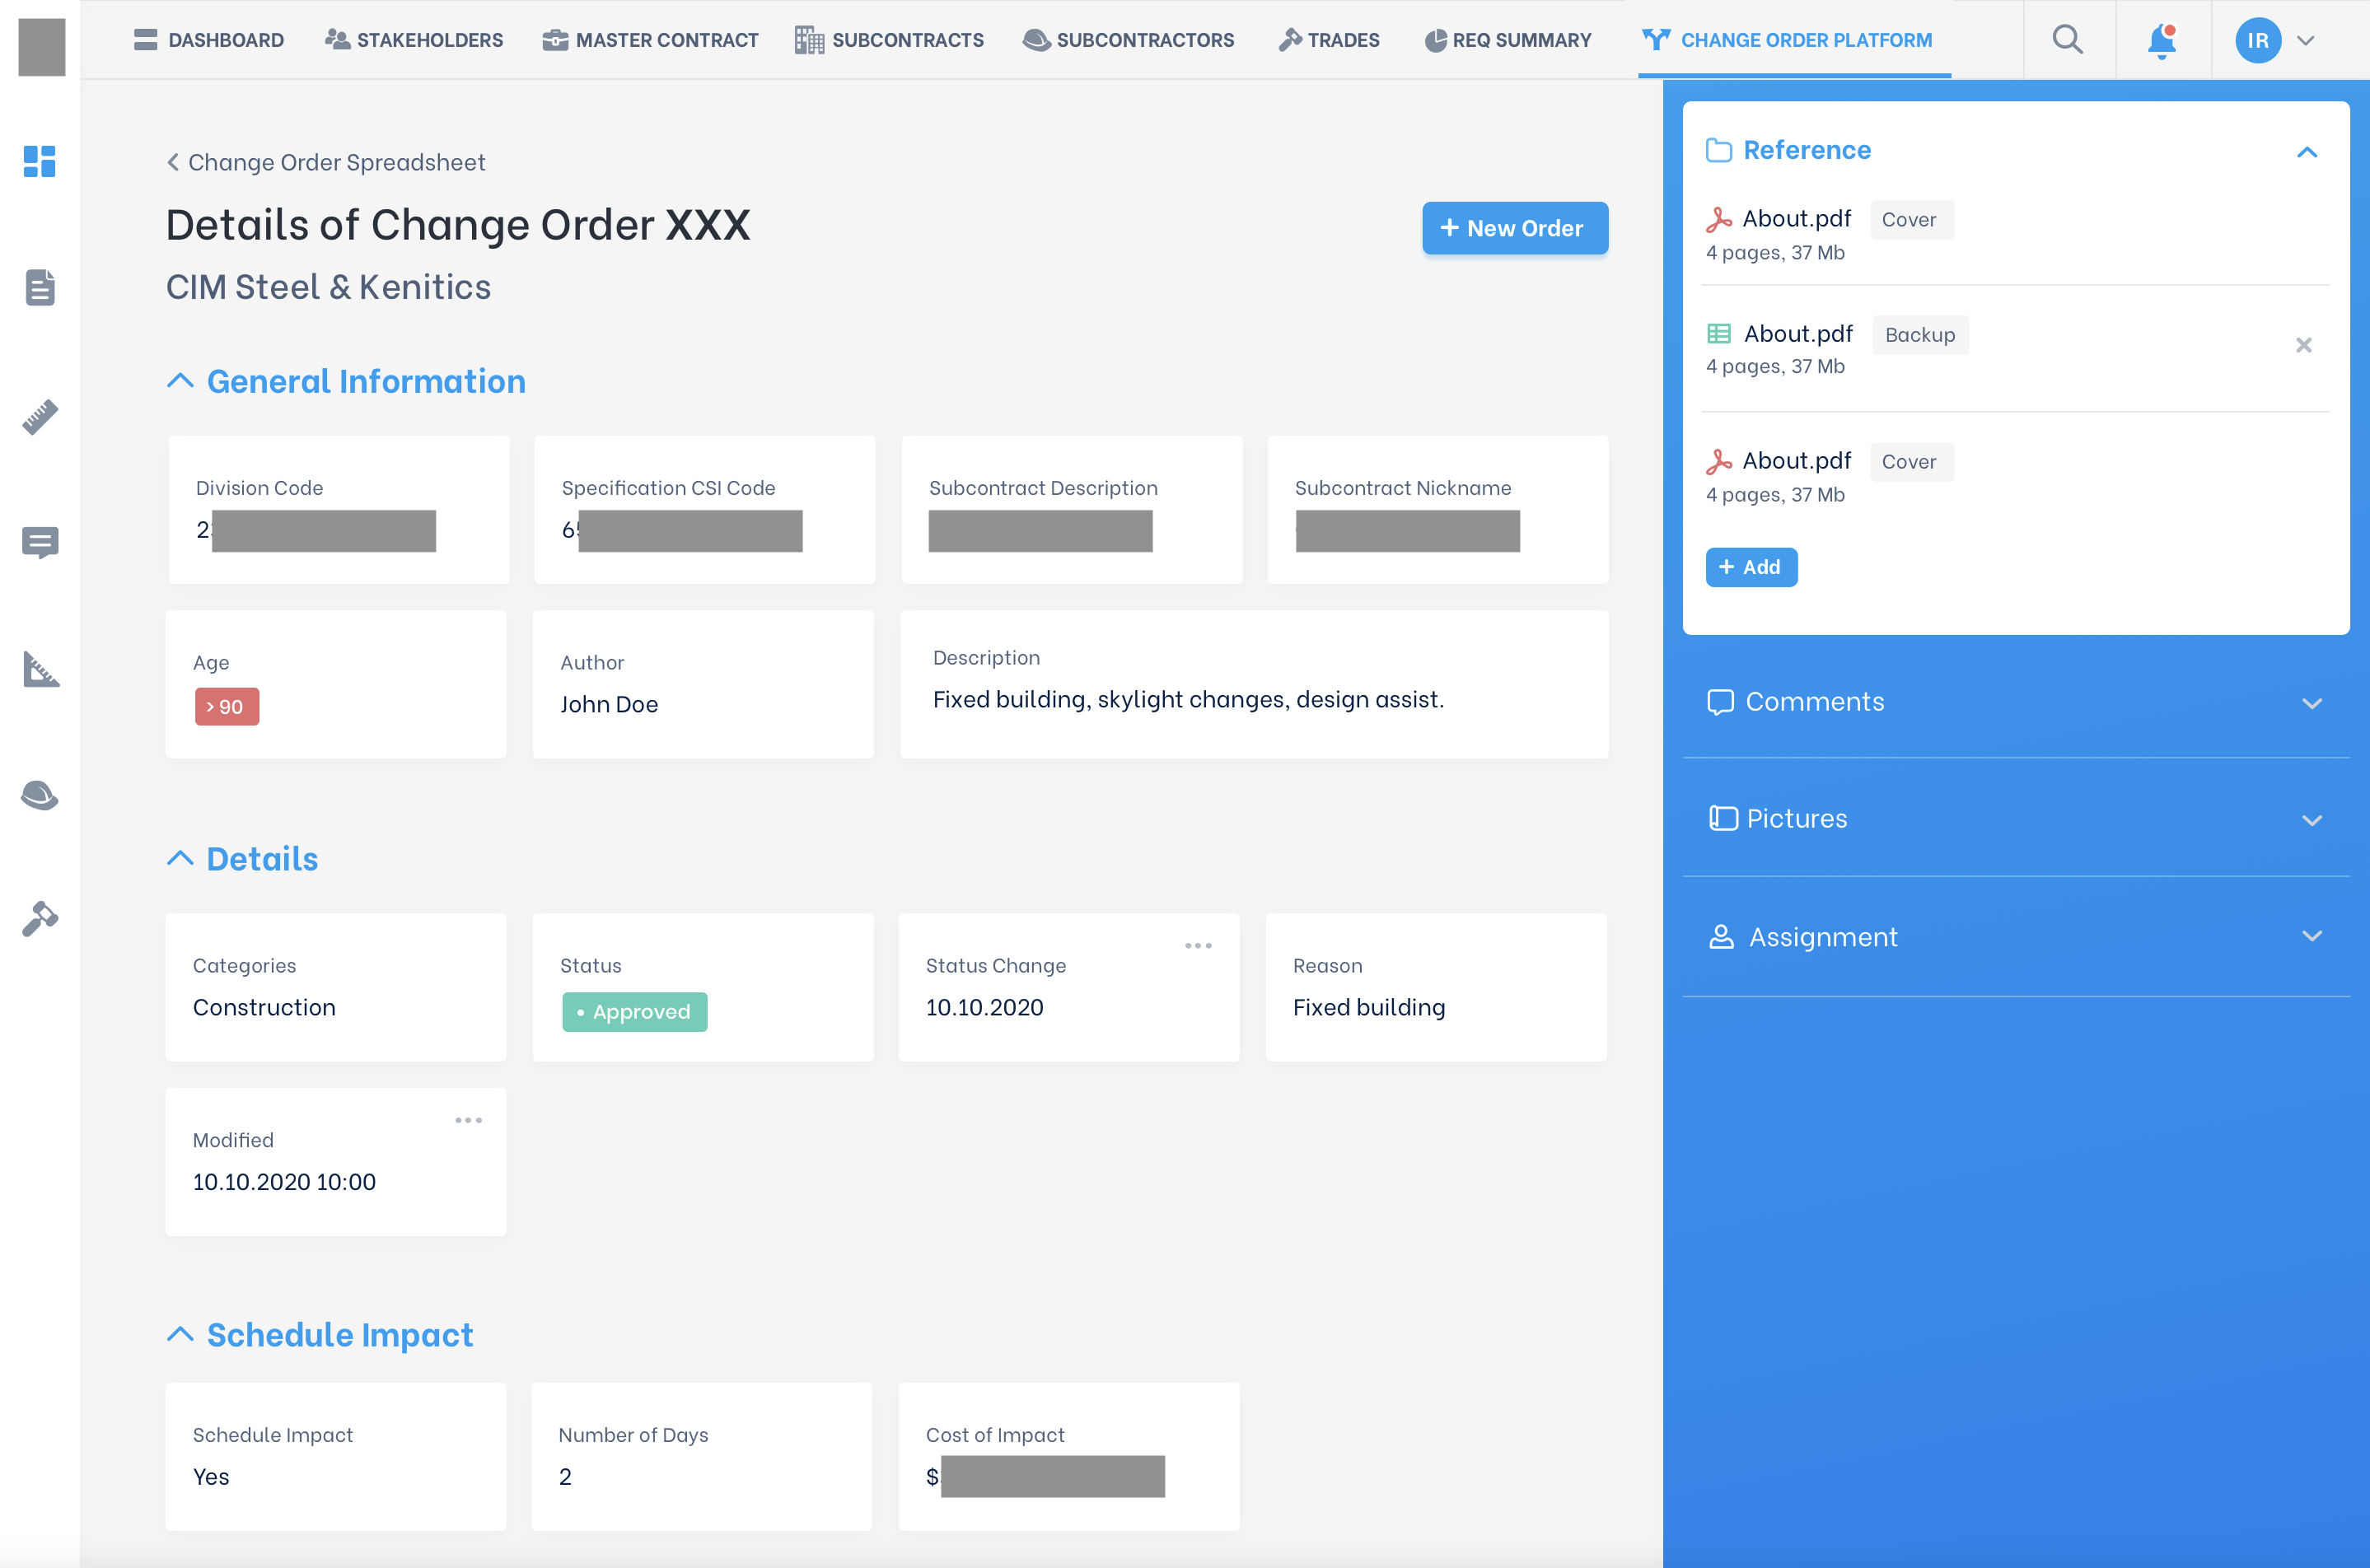 DASHBOARD STAKEHOLDERS MASTER CONTRACT SUBCONTRACTS SUBCONTRACTORS TRADES REQ SUMMARY CHANGE ORDER PLATFORM IR
Change Order Spreadsheet
Details of Change Order XXX
+ New Order
CIM Steel & Kenitics
General Information
Division Code
2
Specification CSI Code
6
Subcontract Description
Subcontract Nickname
Age
> 90
Author
John Doe
Description
Fixed building, skylight changes, design assist.
Details
Categories
Construction
Status
• Approved
Status Change
10.10.2020
Reason
Fixed building
Modified
10.10.2020 10:00
Schedule Impact
Schedule Impact
Yes
Number of Days
2
Cost of Impact
$
Reference
About.pdf Cover
4 pages, 37 Mb
About.pdf Backup
4 pages, 37 Mb
About.pdf Cover
4 pages, 37 Mb
+ Add
Comments
Pictures
Assignment